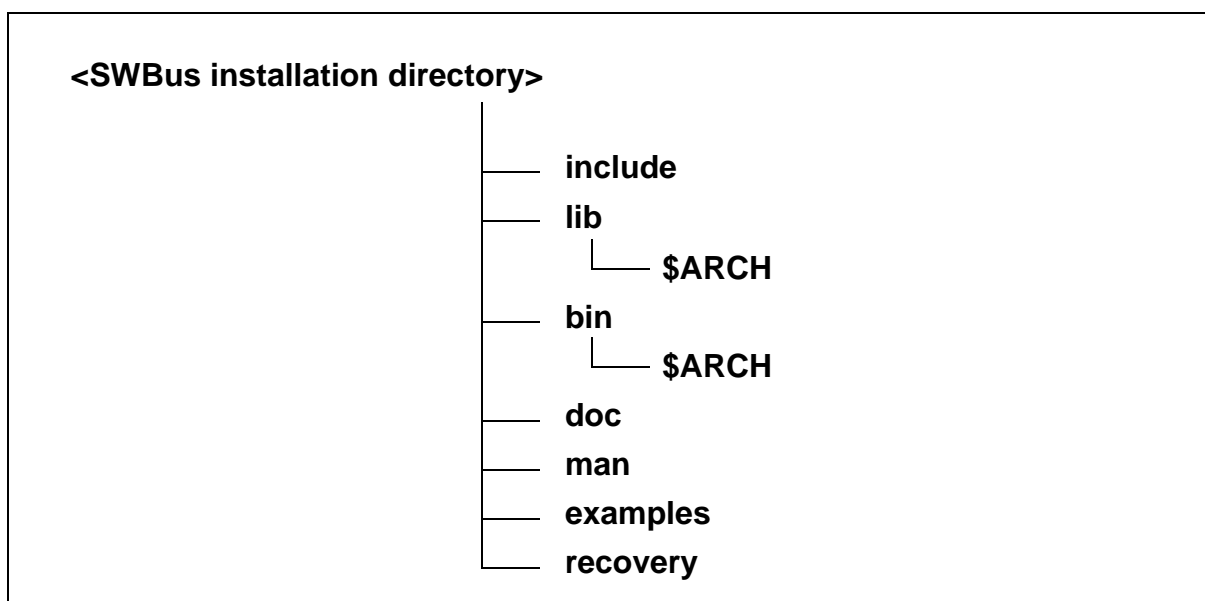 <SWBus installation directory>
include
lib
$ARCH
bin
$ARCH
doc
man
examples
recovery